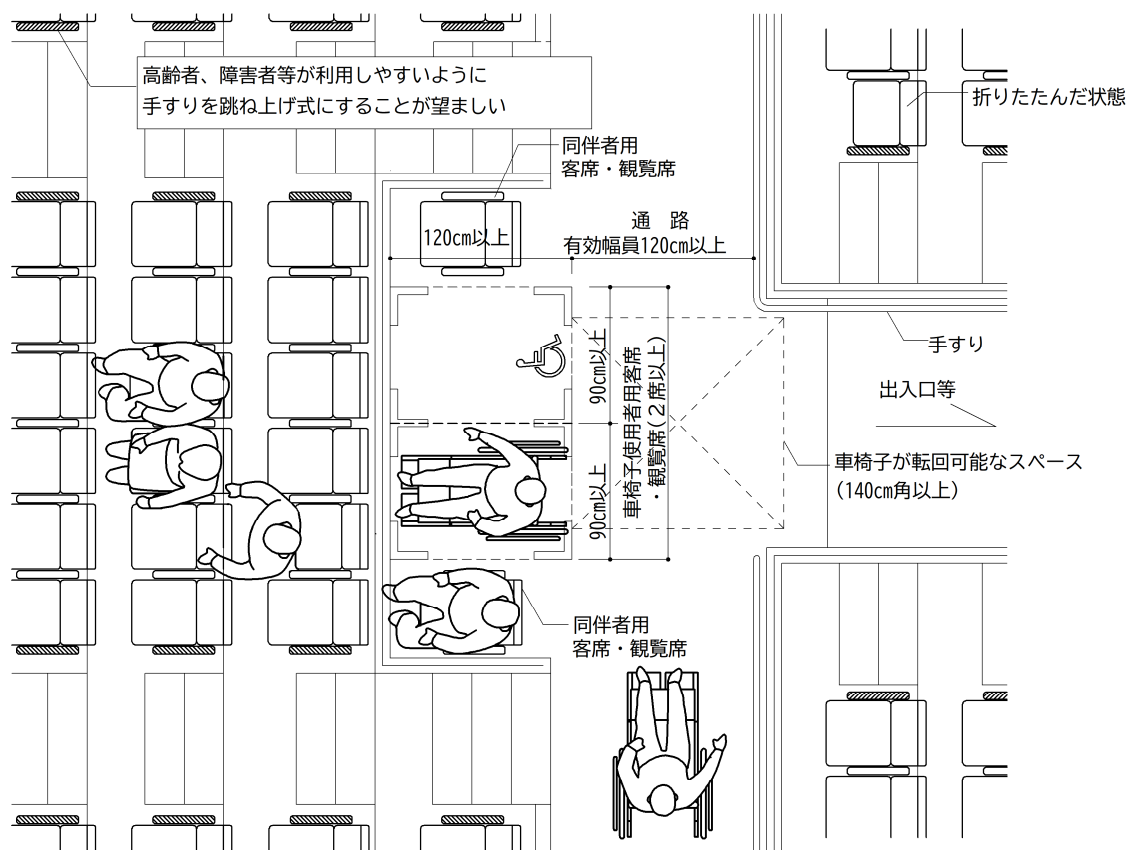 高齢者、障害者等が利用しやすいように
手すりを跳ね上げ式にすることが望ましい
折りたたんだ状態
同伴者用
客席・観覧席
通 路
有効幅員120cm以上
120cm以上
手すり
90cm以上
車椅子使用者用客席
・観覧席(2席以上)
出入口等
車椅子が転回可能なスペース
(140cm角以上)
90cm以上
同伴者用
客席・観覧席